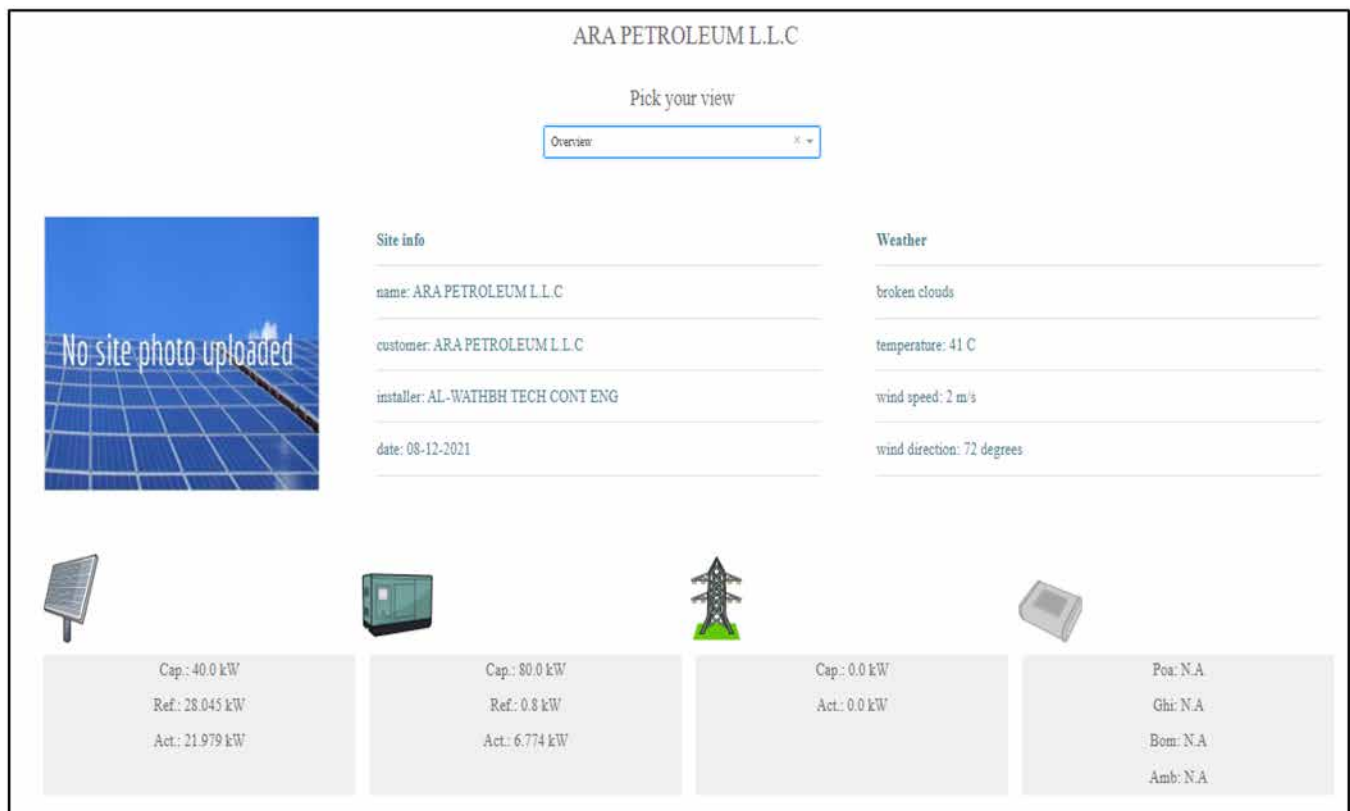 ARA PETROLEUM L.L.C
Pick your view
Overview
No site photo uploaded
Site info
name: ARA PETROLEUM L.L.C
customer: ARA PETROLEUM L.L.C
installer: AL-WATHBH TECH CONT ENG
date: 08-12-2021
Weather
broken clouds
temperature: 41 C
wind speed: 2 m/s
wind direction: 72 degrees
Cap.: 40.0 kW
Ref.: 28.045 kW
Act.: 21.979 kW
Cap.: 80.0 kW
Ref.: 0.8 kW
Act.: 6.774 kW
Cap.: 0.0 kW
Act.: 0.0 kW
Poa: N.A
Ghi: N.A
Bom: N.A
Amb: N.A